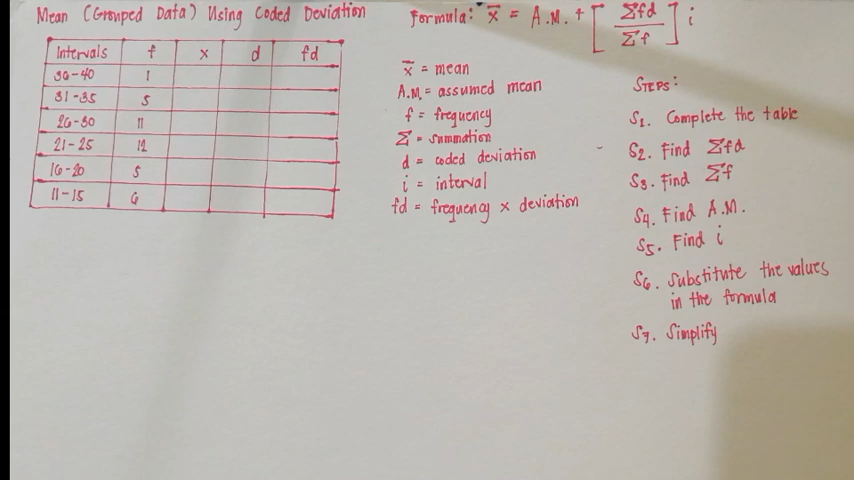 Mean (Grouped Data) Using Coded Deviation
Formula: x̄ = A.M. + [ Σfd / Σf ] i
Intervals f x d fd
36-40 1
31-35 5
26-30 11
21-25 12
16-20 5
11-15 6
x̄ = mean
A.M. = assumed mean
f = frequency
Σ = summation
d = coded deviation
i = interval
fd = frequency x deviation
STEPS:
S1. Complete the table
S2. Find Σfd
S3. Find Σf
S4. Find A.M.
S5. Find i
S6. Substitute the values
in the formula
S7. Simplify